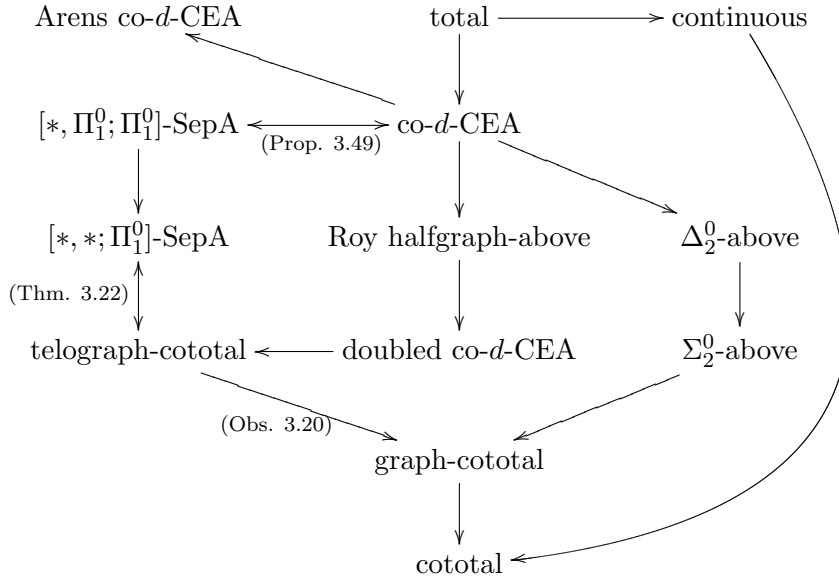 Arens co-d-CEA total continuous
[∗, Π⁰₁; Π⁰₁]-SepA (Prop. 3.49) co-d-CEA
[∗, ∗; Π⁰₁]-SepA Roy halfgraph-above Δ⁰₂-above
(Thm. 3.22)
telograph-cototal doubled co-d-CEA Σ⁰₂-above
(Obs. 3.20)
graph-cototal
cototal